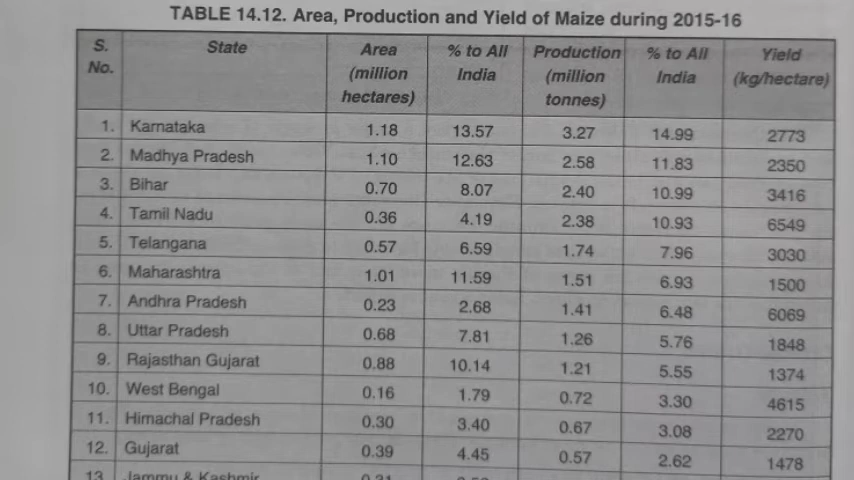 TABLE 14.12. Area, Production and Yield of Maize during 2015-16
S. No. State Area (million hectares) % to All India Production (million tonnes) % to All India Yield (kg/hectare)
1. Karnataka 1.18 13.57 3.27 14.99 2773
2. Madhya Pradesh 1.10 12.63 2.58 11.83 2350
3. Bihar 0.70 8.07 2.40 10.99 3416
4. Tamil Nadu 0.36 4.19 2.38 10.93 6549
5. Telangana 0.57 6.59 1.74 7.96 3030
6. Maharashtra 1.01 11.59 1.51 6.93 1500
7. Andhra Pradesh 0.23 2.68 1.41 6.48 6069
8. Uttar Pradesh 0.68 7.81 1.26 5.76 1848
9. Rajasthan Gujarat 0.88 10.14 1.21 5.55 1374
10. West Bengal 0.16 1.79 0.72 3.30 4615
11. Himachal Pradesh 0.30 3.40 0.67 3.08 2270
12. Gujarat 0.39 4.45 0.57 2.62 1478
13. Jammu & Kashmir 0.31